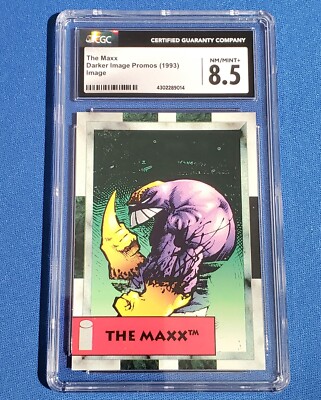 CGC
CERTIFIED GUARANTY COMPANY
The Maxx
Darker Image Promos (1993)
Image
NM/MINT+
8.5
4302289014
THE MAXX™